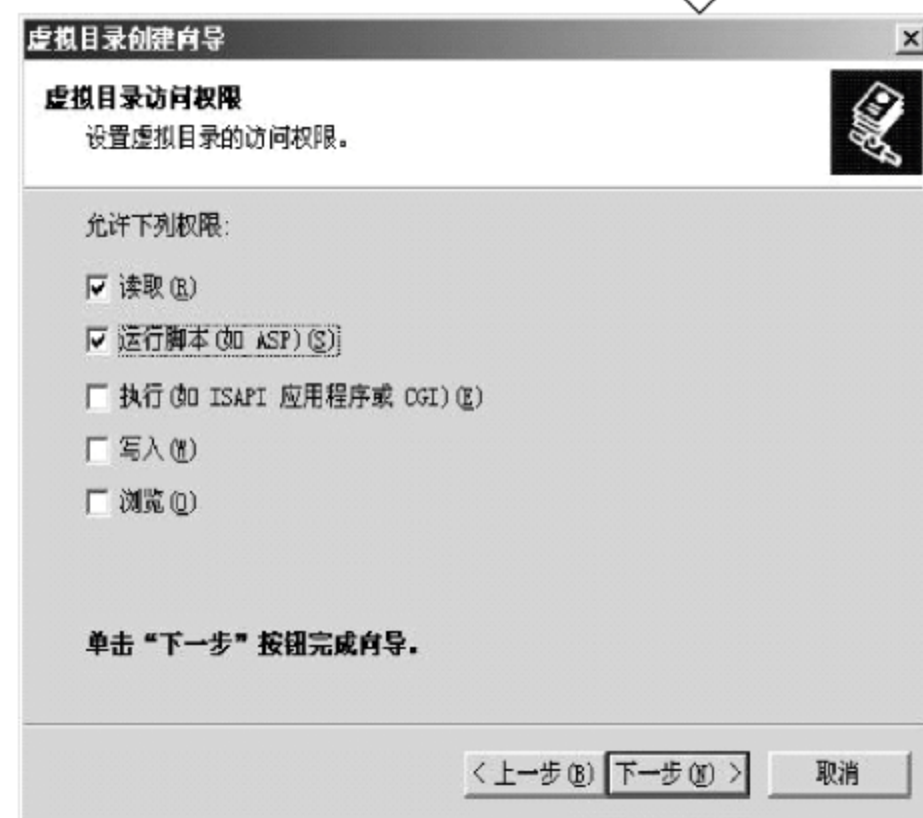 虚拟目录创建向导
虚拟目录访问权限
设置虚拟目录的访问权限。
允许下列权限:
读取(R)
运行脚本(如 ASP)(S)
执行(如 ISAPI 应用程序或 CGI)(E)
写入(W)
浏览(O)
单击“下一步”按钮完成向导。
<上一步(B) 下一步(N)> 取消